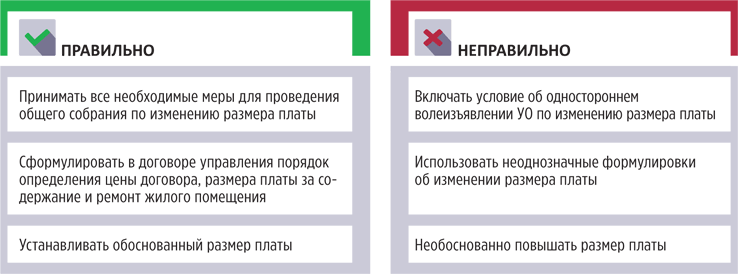 ПРАВИЛЬНО
Принимать все необходимые меры для проведения
общего собрания по изменению размера платы
Сформулировать в договоре управления порядок
определения цены договора, размера платы за со-
держание и ремонт жилого помещения
Устанавливать обоснованный размер платы
НЕПРАВИЛЬНО
Включать условие об одностороннем
волеизъявлении УО по изменению размера платы
Использовать неоднозначные формулировки
об изменении размера платы
Необоснованно повышать размер платы